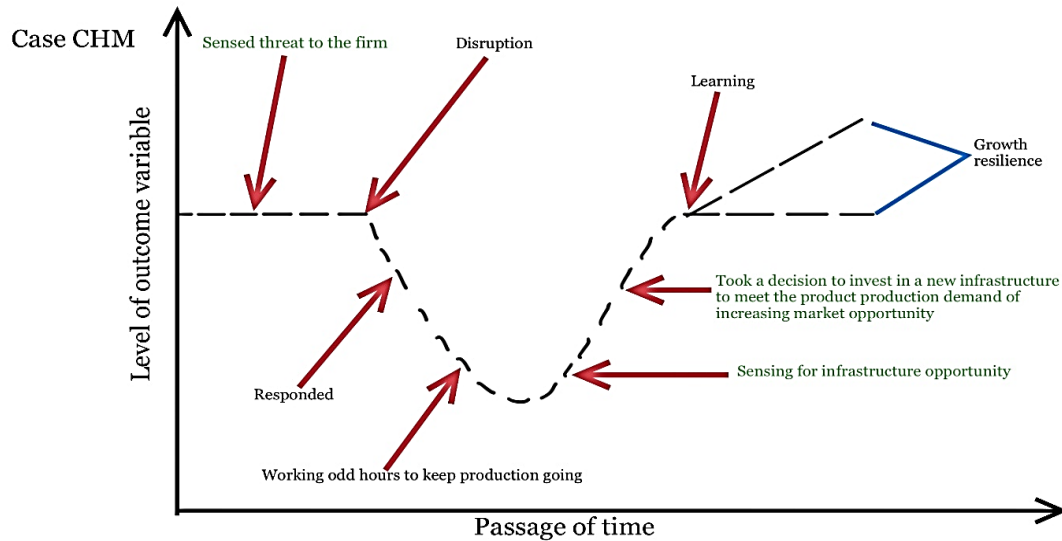 Case CHM
Sensed threat to the firm
Disruption
Learning
Growth
resilience
Level of outcome variable
Took a decision to invest in a new infrastructure
to meet the product production demand of
increasing market opportunity
Sensing for infrastructure opportunity
Responded
Working odd hours to keep production going
Passage of time